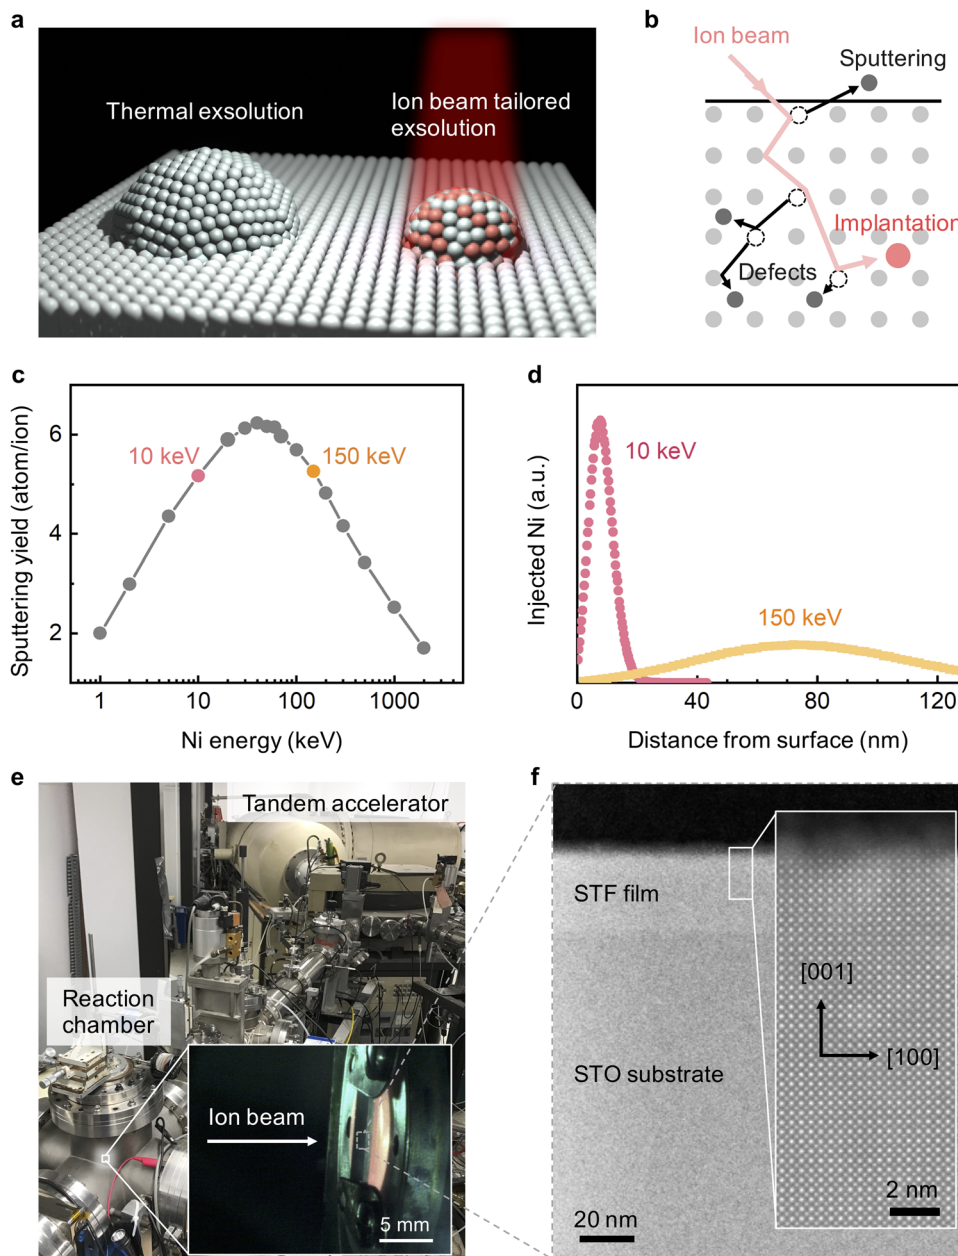 a
Thermal exsolution
Ion beam tailored
exsolution
b
Ion beam
Sputtering
Implantation
Defects
c
Sputtering yield (atom/ion)
6
4
2
10 keV
150 keV
1
10
100
1000
Ni energy (keV)
d
Injected Ni (a.u.)
10 keV
150 keV
0
40
80
120
Distance from surface (nm)
e
Tandem accelerator
Reaction
chamber
Ion beam
5 mm
f
STF film
[001]
[100]
STO substrate
20 nm
2 nm